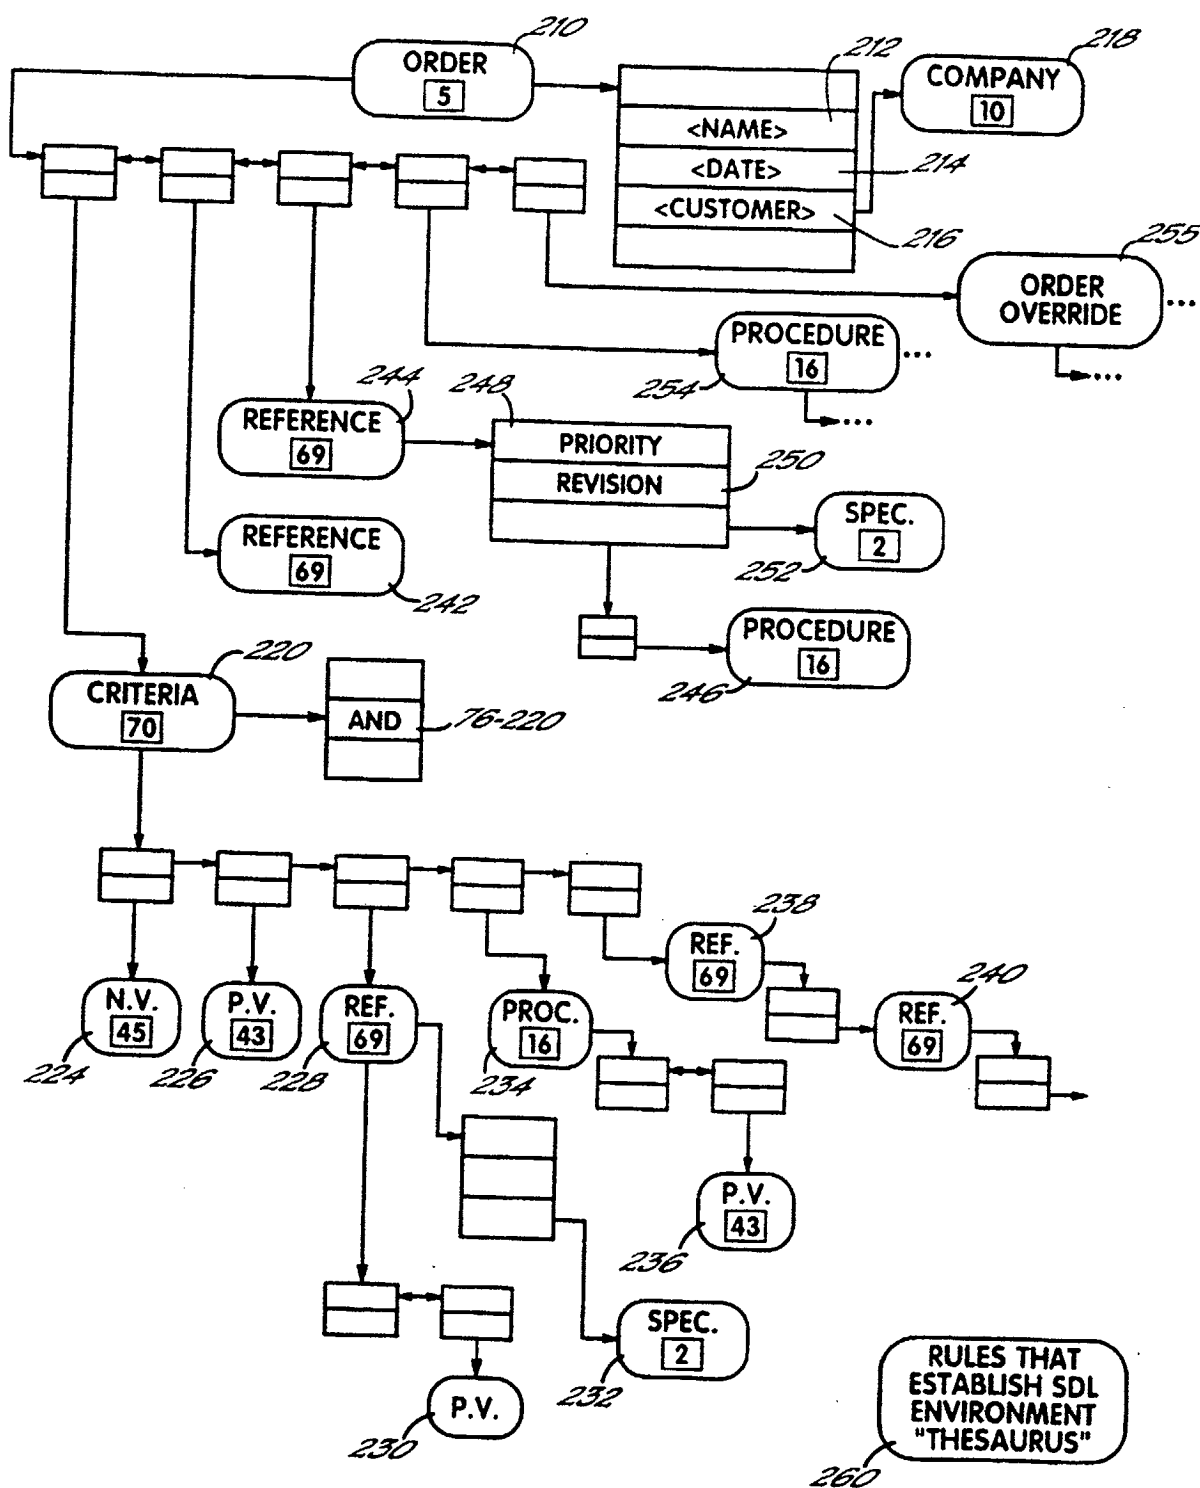 210
ORDER
5
212
218
COMPANY
10
<NAME>
<DATE>
214
<CUSTOMER>
216
255
ORDER
OVERRIDE
...
...
PROCEDURE
16
...
254
...
244
REFERENCE
69
248
PRIORITY
REVISION
250
SPEC.
2
252
REFERENCE
69
242
PROCEDURE
16
246
220
CRITERIA
70
AND
76-220
238
REF.
69
240
REF.
69
N.V.
45
224
P.V.
43
226
REF.
69
228
PROC.
16
234
P.V.
43
236
SPEC.
2
232
P.V.
230
RULES THAT
ESTABLISH SDL
ENVIRONMENT
"THESAURUS"
260